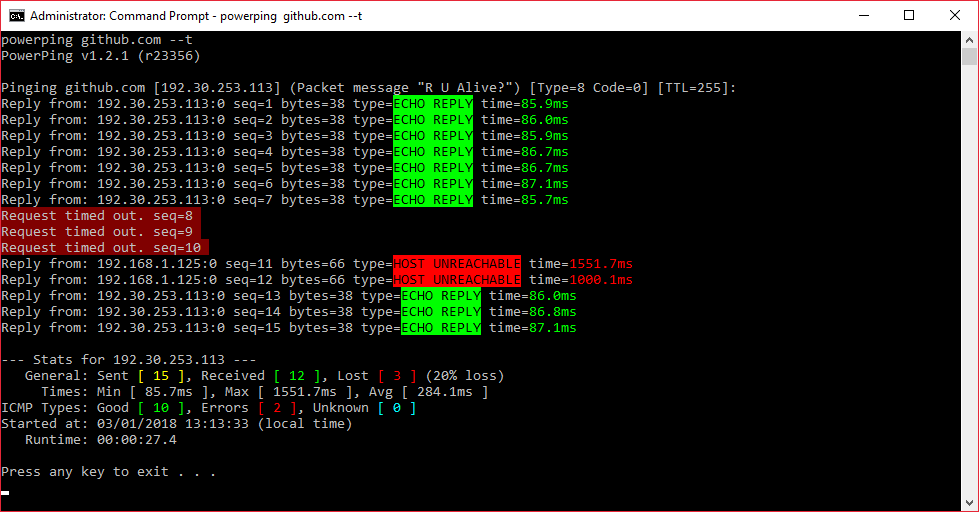 Administrator: Command Prompt - powerping github.com --t
powerping github.com --t
PowerPing v1.2.1 (r23356)
Pinging github.com [192.30.253.113] (Packet message "R U Alive?") [Type=8 Code=0] [TTL=255]:
Reply from: 192.30.253.113:0 seq=1 bytes=38 type=ECHO REPLY time=85.9ms
Reply from: 192.30.253.113:0 seq=2 bytes=38 type=ECHO REPLY time=86.0ms
Reply from: 192.30.253.113:0 seq=3 bytes=38 type=ECHO REPLY time=85.9ms
Reply from: 192.30.253.113:0 seq=4 bytes=38 type=ECHO REPLY time=86.7ms
Reply from: 192.30.253.113:0 seq=5 bytes=38 type=ECHO REPLY time=86.7ms
Reply from: 192.30.253.113:0 seq=6 bytes=38 type=ECHO REPLY time=87.1ms
Reply from: 192.30.253.113:0 seq=7 bytes=38 type=ECHO REPLY time=85.7ms
Request timed out. seq=8
Request timed out. seq=9
Request timed out. seq=10
Reply from: 192.168.1.125:0 seq=11 bytes=66 type=HOST UNREACHABLE time=1551.7ms
Reply from: 192.168.1.125:0 seq=12 bytes=66 type=HOST UNREACHABLE time=1000.1ms
Reply from: 192.30.253.113:0 seq=13 bytes=38 type=ECHO REPLY time=86.0ms
Reply from: 192.30.253.113:0 seq=14 bytes=38 type=ECHO REPLY time=86.8ms
Reply from: 192.30.253.113:0 seq=15 bytes=38 type=ECHO REPLY time=87.1ms
--- Stats for 192.30.253.113 ---
General: Sent [ 15 ], Received [ 12 ], Lost [ 3 ] (20% loss)
Times: Min [ 85.7ms ], Max [ 1551.7ms ], Avg [ 284.1ms ]
ICMP Types: Good [ 10 ], Errors [ 2 ], Unknown [ 0 ]
Started at: 03/01/2018 13:13:33 (local time)
Runtime: 00:00:27.4
Press any key to exit . . .